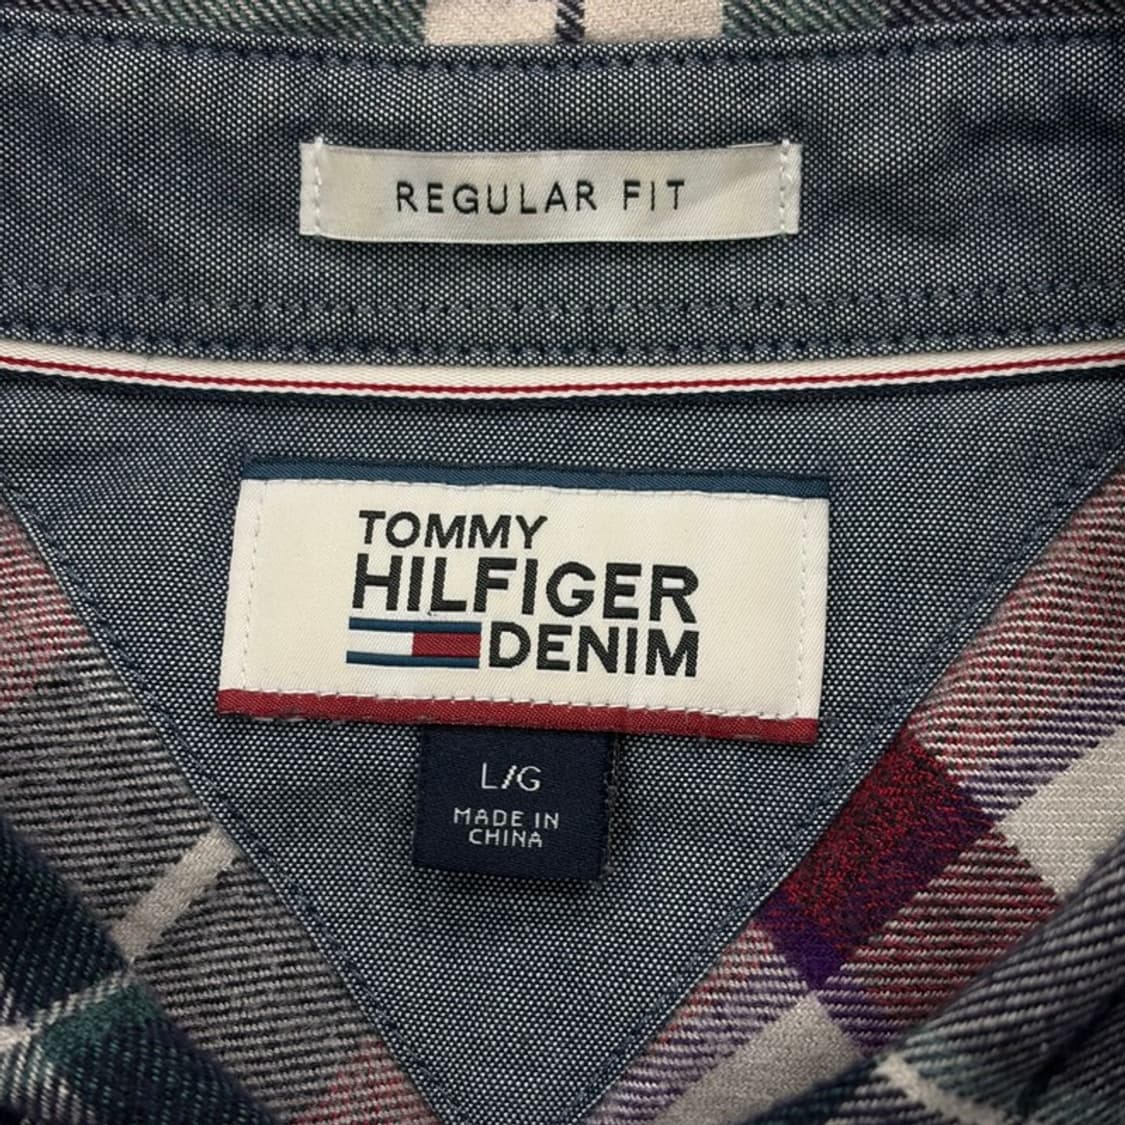 REGULAR FIT
TOMMY
HILFIGER
DENIM
L/G
MADE IN
CHINA